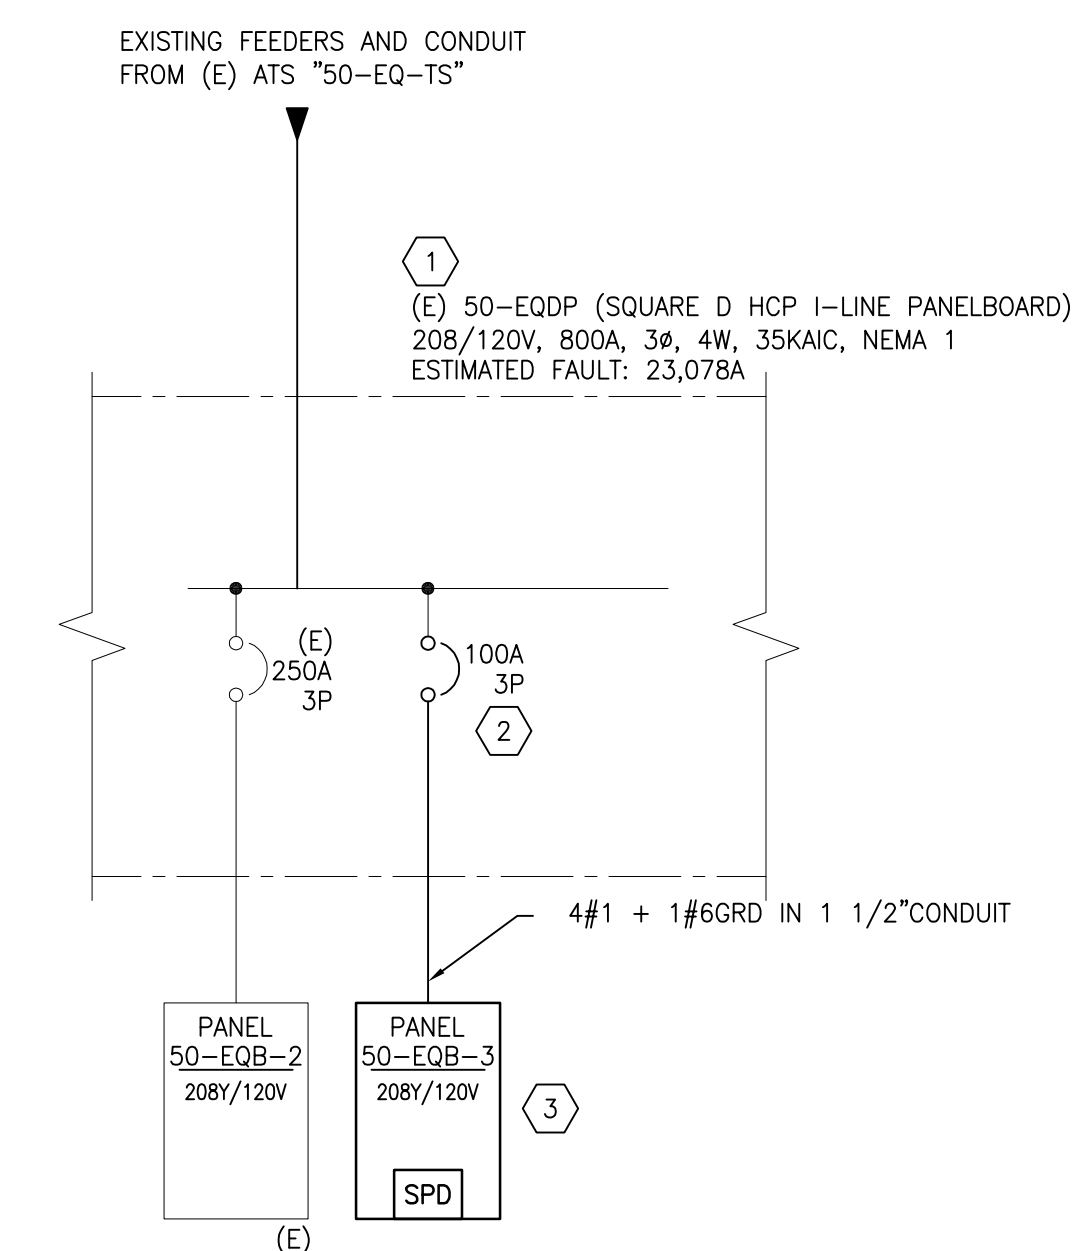 EXISTING FEEDERS AND CONDUIT
FROM (E) ATS "50-EQ-TS"
1
(E) 50-EQDP (SQUARE D HCP I-LINE PANELBOARD)
208/120V, 800A, 3ø, 4W, 35KAIC, NEMA 1
ESTIMATED FAULT: 23,078A
(E)
250A
3P
100A
3P
2
4#1 + 1#6GRD IN 1 1/2"CONDUIT
PANEL
50-EQB-2
208Y/120V
(E)
PANEL
50-EQB-3
208Y/120V
SPD
3